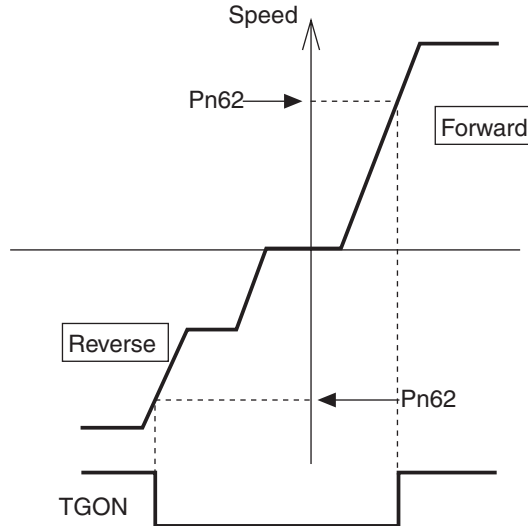 Speed
Pn62
Forward
Reverse
Pn62
TGON